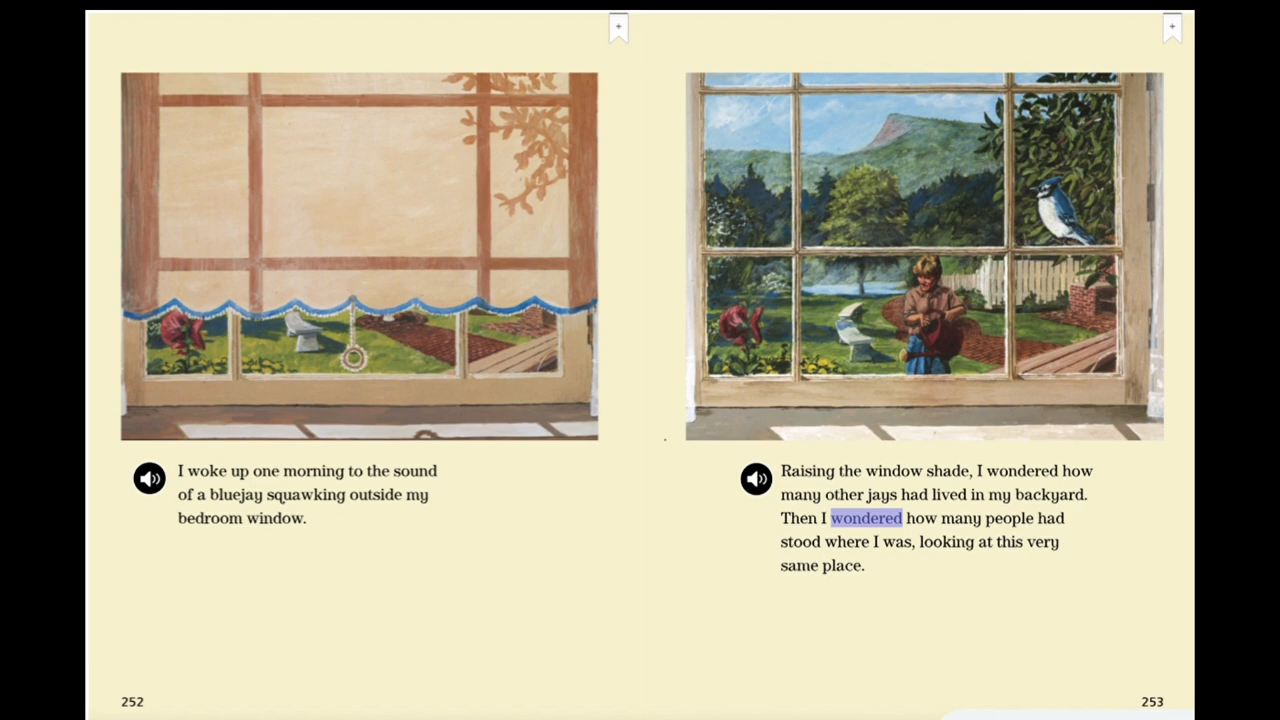 I woke up one morning to the sound
of a bluejay squawking outside my
bedroom window.
252
Raising the window shade, I wondered how
many other jays had lived in my backyard.
Then I wondered how many people had
stood where I was, looking at this very
same place.
253